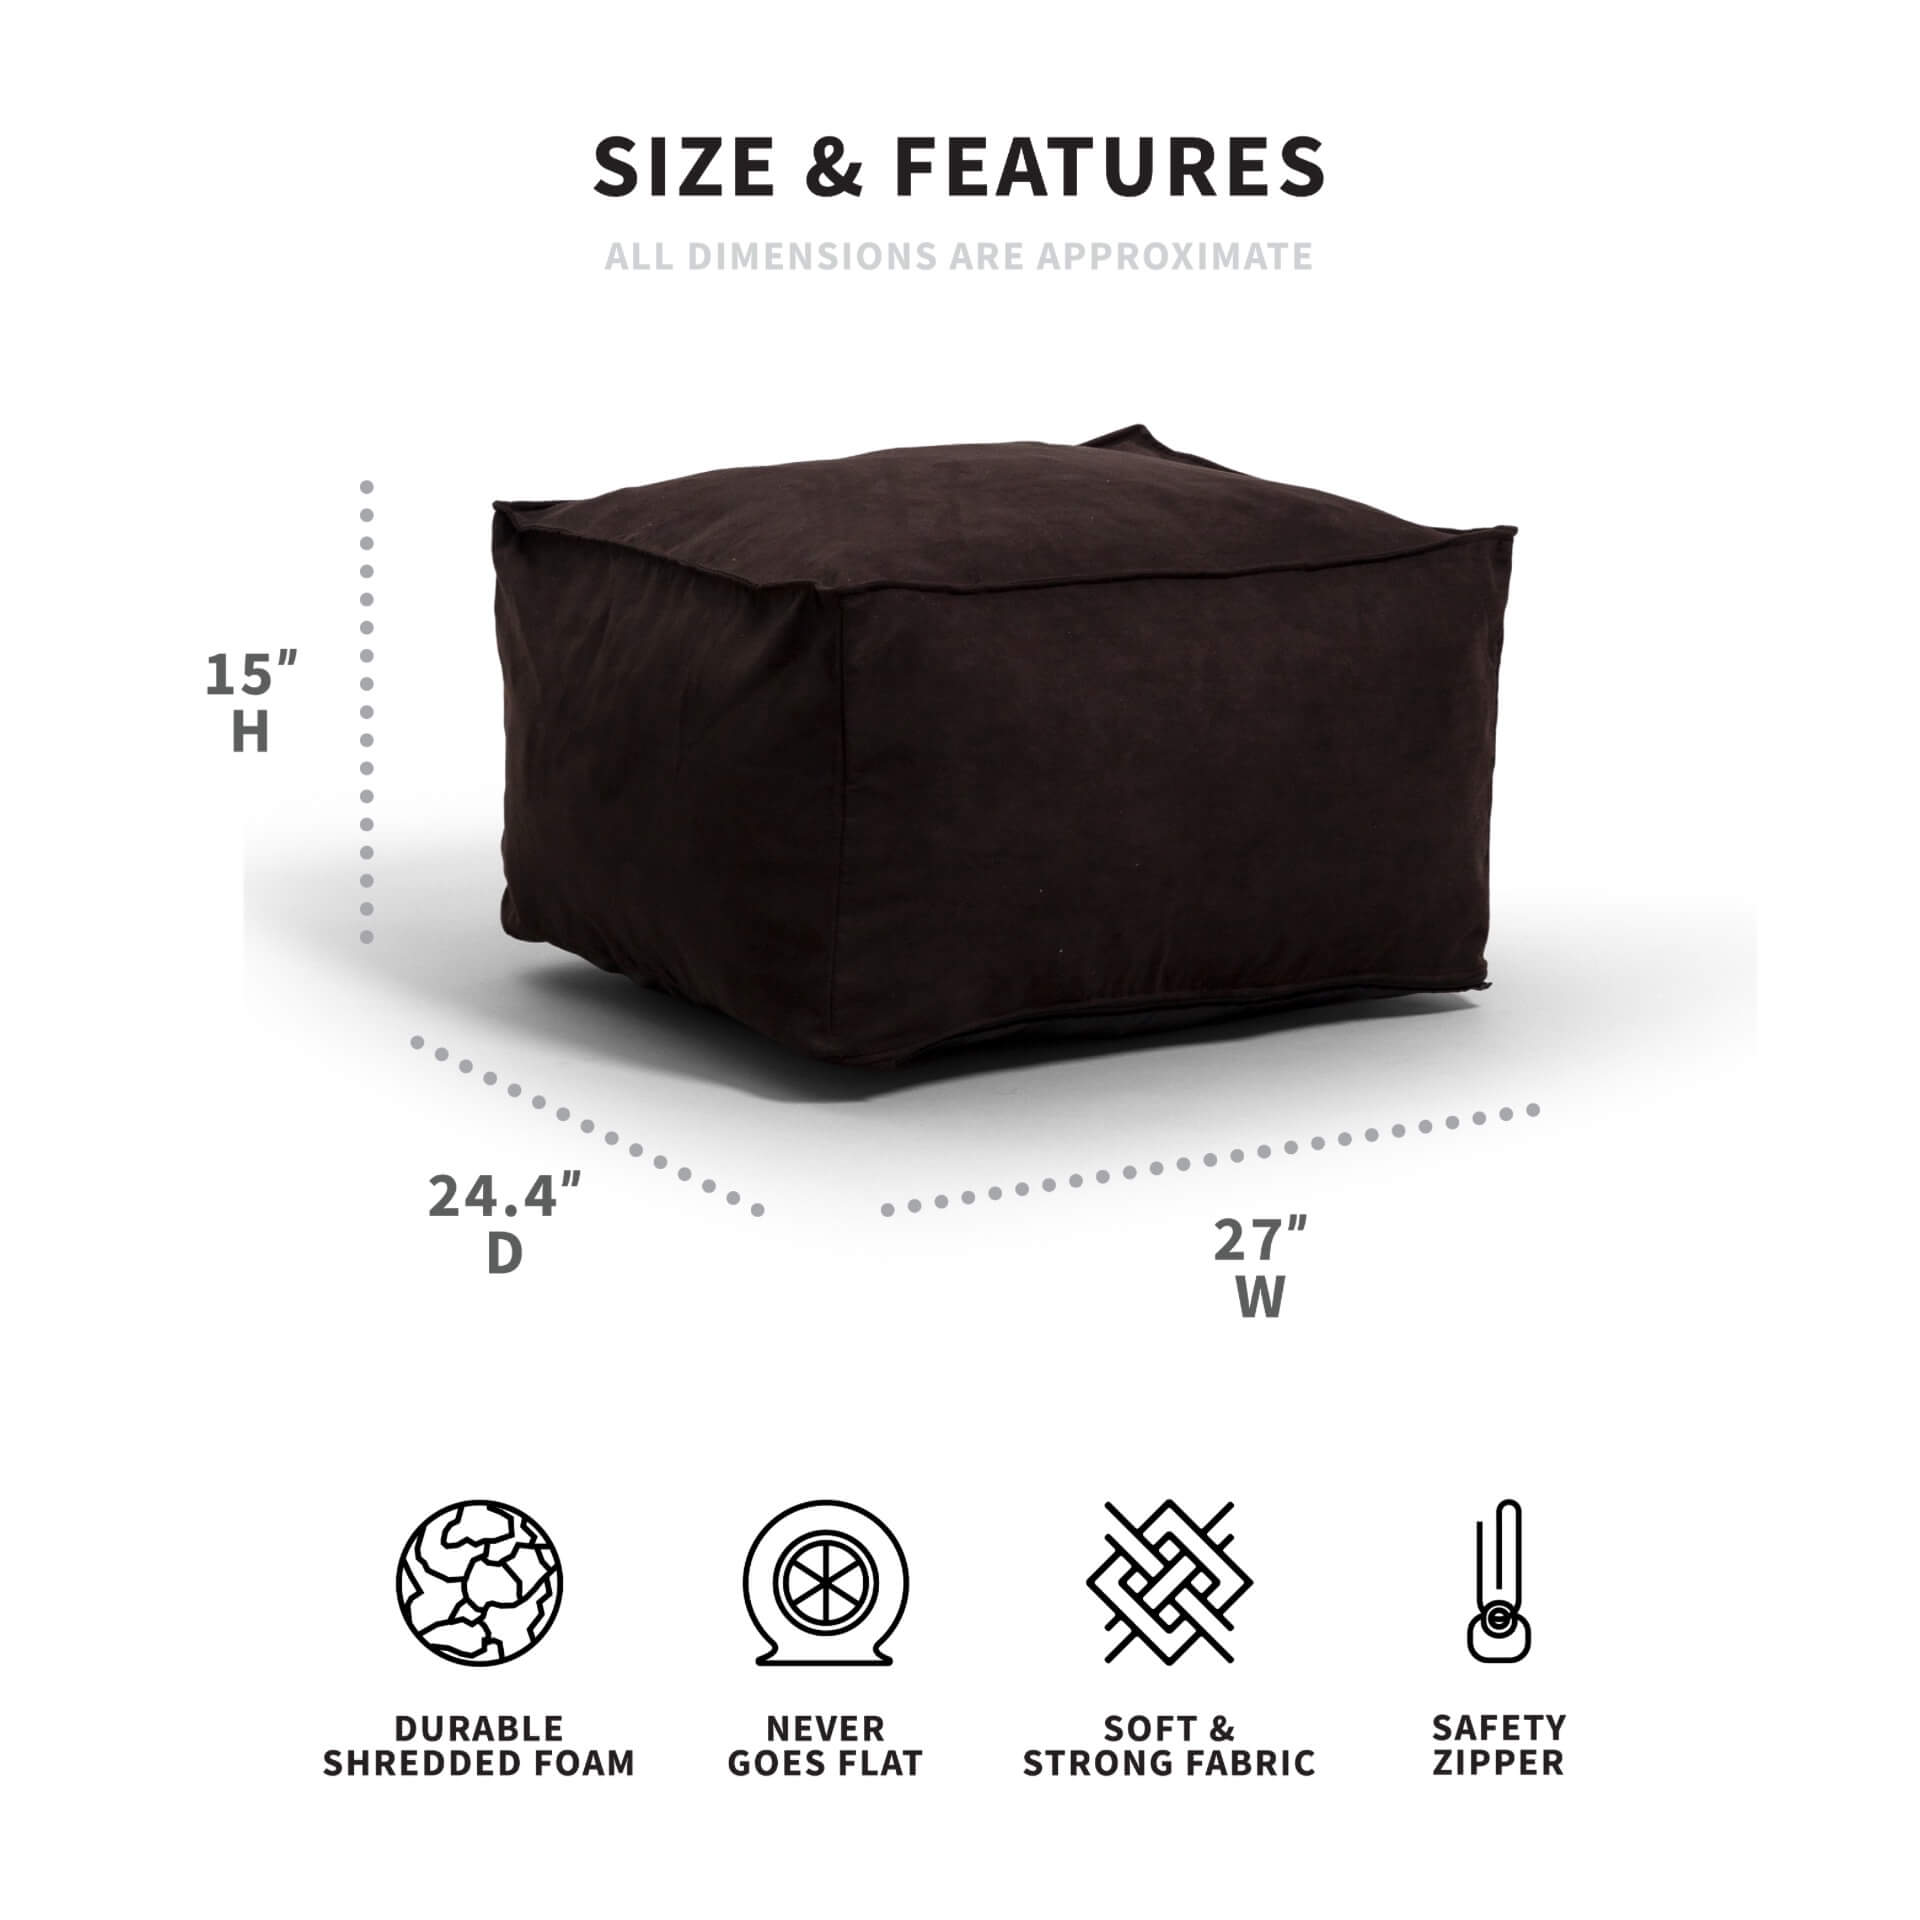 SIZE & FEATURES
ALL DIMENSIONS ARE APPROXIMATE
15"
H
24.4"
D
27"
W
DURABLE
SHREDDED FOAM
NEVER
GOES FLAT
SOFT &
STRONG FABRIC
SAFETY
ZIPPER